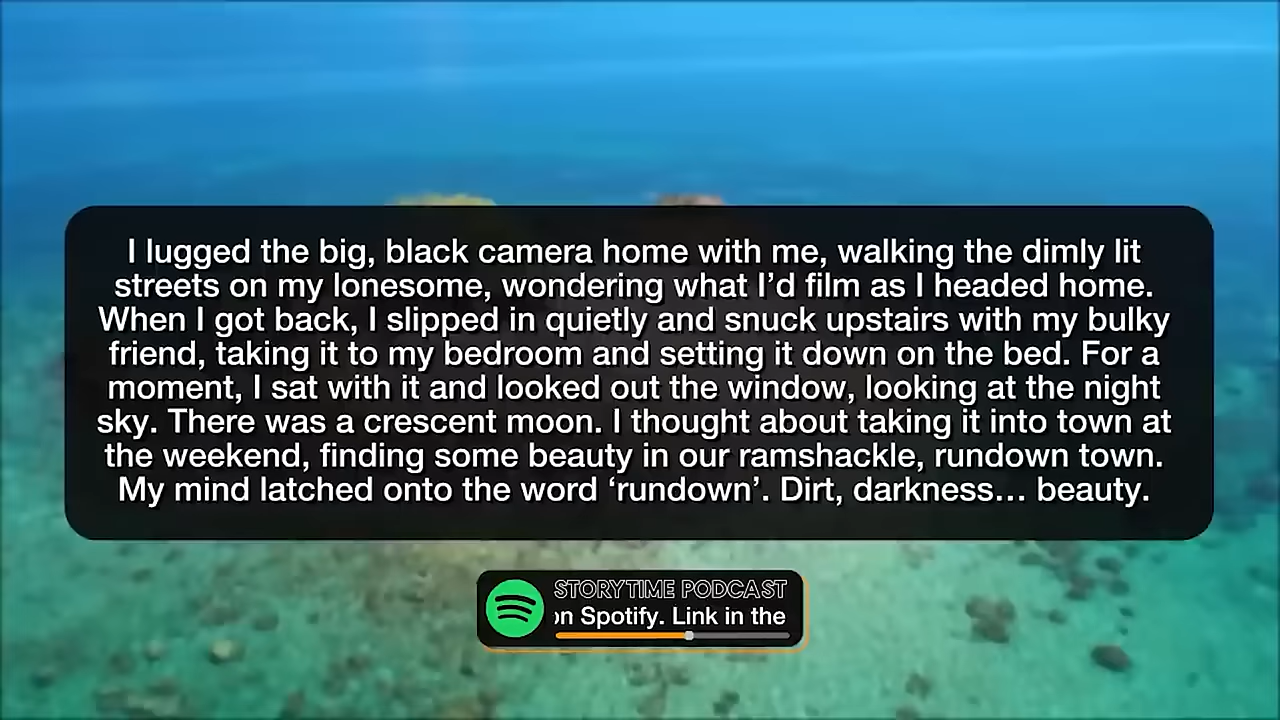 I lugged the big, black camera home with me, walking the dimly lit
streets on my lonesome, wondering what I’d film as I headed home.
When I got back, I slipped in quietly and snuck upstairs with my bulky
friend, taking it to my bedroom and setting it down on the bed. For a
moment, I sat with it and looked out the window, looking at the night
sky. There was a crescent moon. I thought about taking it into town at
the weekend, finding some beauty in our ramshackle, rundown town.
My mind latched onto the word ‘rundown’. Dirt, darkness… beauty.
STORYTIME PODCAST
on Spotify. Link in the